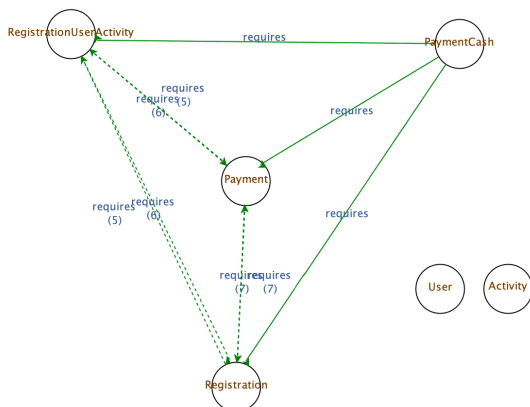 RegistrationUserActivity
requires
PaymentCash
requires
(5)
requires
(6)
requires
Payment
requires
(5)
requires
(6)
requires
requires
(7)
requires
(7)
User
Activity
Registration